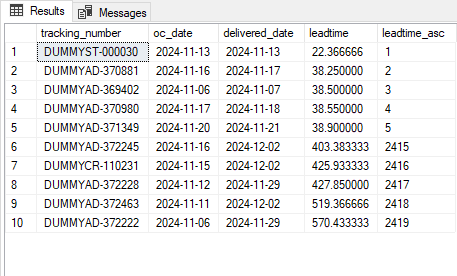 Results Messages
tracking_number oc_date delivered_date leadtime leadtime_asc
1 DUMMYST-000030 2024-11-13 2024-11-13 22.366666 1
2 DUMMYAD-370881 2024-11-16 2024-11-17 38.250000 2
3 DUMMYAD-369402 2024-11-06 2024-11-07 38.500000 3
4 DUMMYAD-370980 2024-11-17 2024-11-18 38.550000 4
5 DUMMYAD-371349 2024-11-20 2024-11-21 38.900000 5
6 DUMMYAD-372245 2024-11-16 2024-12-02 403.383333 2415
7 DUMMYCR-110231 2024-11-15 2024-12-02 425.933333 2416
8 DUMMYAD-372228 2024-11-12 2024-11-29 427.850000 2417
9 DUMMYAD-372463 2024-11-11 2024-12-02 519.366666 2418
10 DUMMYAD-372222 2024-11-06 2024-11-29 570.433333 2419